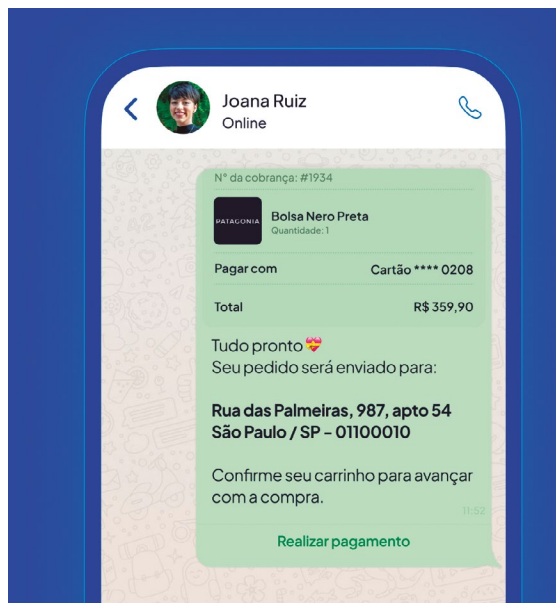 Joana Ruiz
Online
N° da cobrança: #1934
PATAGONIA
Bolsa Nero Preta
Quantidade: 1
Pagar com Cartão **** 0208
Total R$ 359,90
Tudo pronto 💝
Seu pedido será enviado para:
Rua das Palmeiras, 987, apto 54
São Paulo / SP – 01100010
Confirme seu carrinho para avançar
com a compra.
11:52
Realizar pagamento